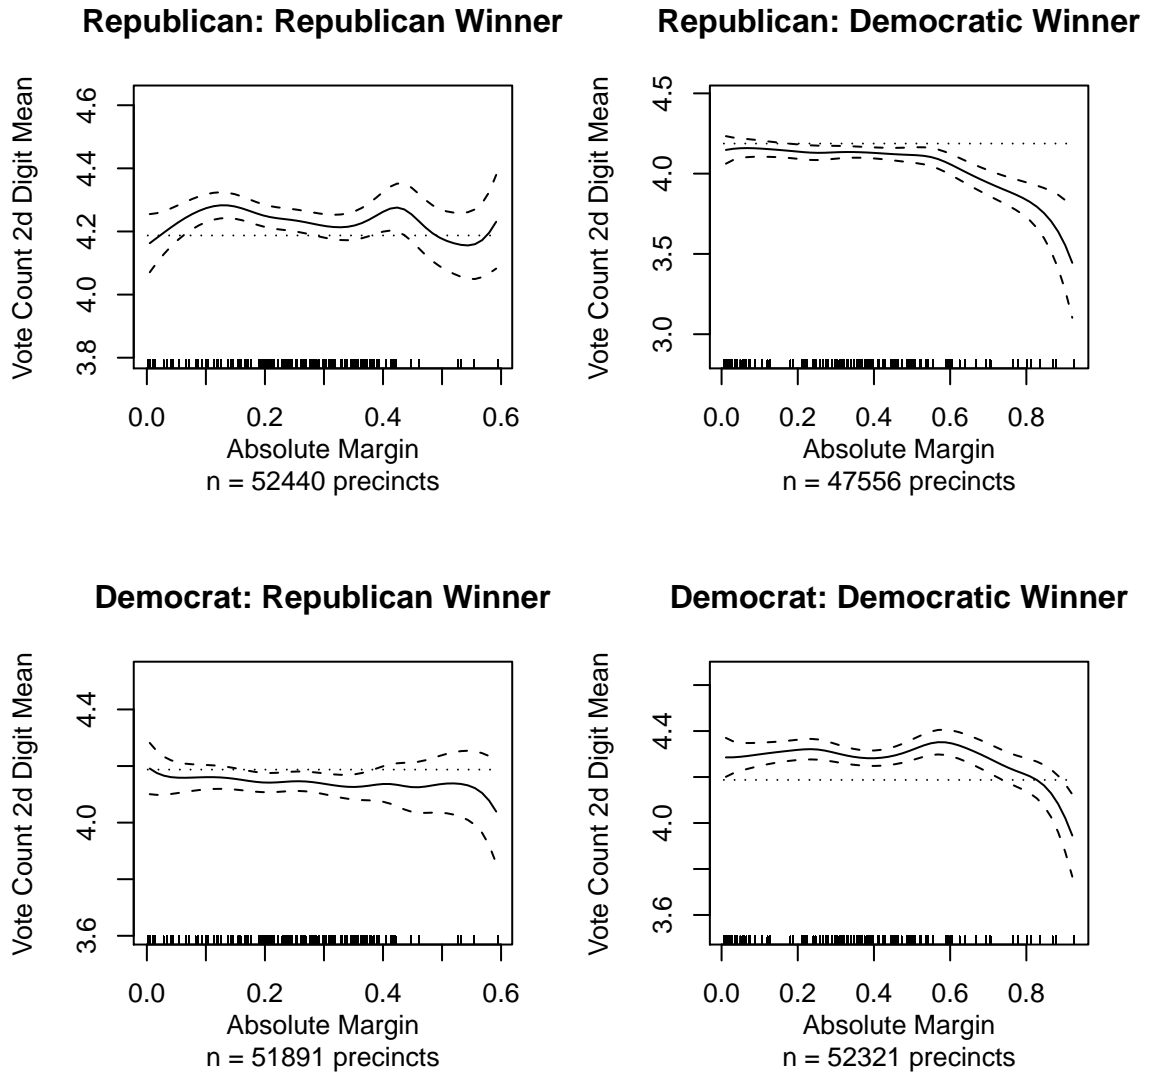 Republican: Republican Winner
Vote Count 2d Digit Mean
4.6
4.4
4.2
4.0
3.8
0.0 0.2 0.4 0.6
Absolute Margin
n = 52440 precincts
Republican: Democratic Winner
Vote Count 2d Digit Mean
4.5
4.0
3.5
3.0
0.0 0.2 0.4 0.6 0.8
Absolute Margin
n = 47556 precincts
Democrat: Republican Winner
Vote Count 2d Digit Mean
4.4
4.0
3.6
0.0 0.2 0.4 0.6
Absolute Margin
n = 51891 precincts
Democrat: Democratic Winner
Vote Count 2d Digit Mean
4.4
4.0
3.6
0.0 0.2 0.4 0.6 0.8
Absolute Margin
n = 52321 precincts